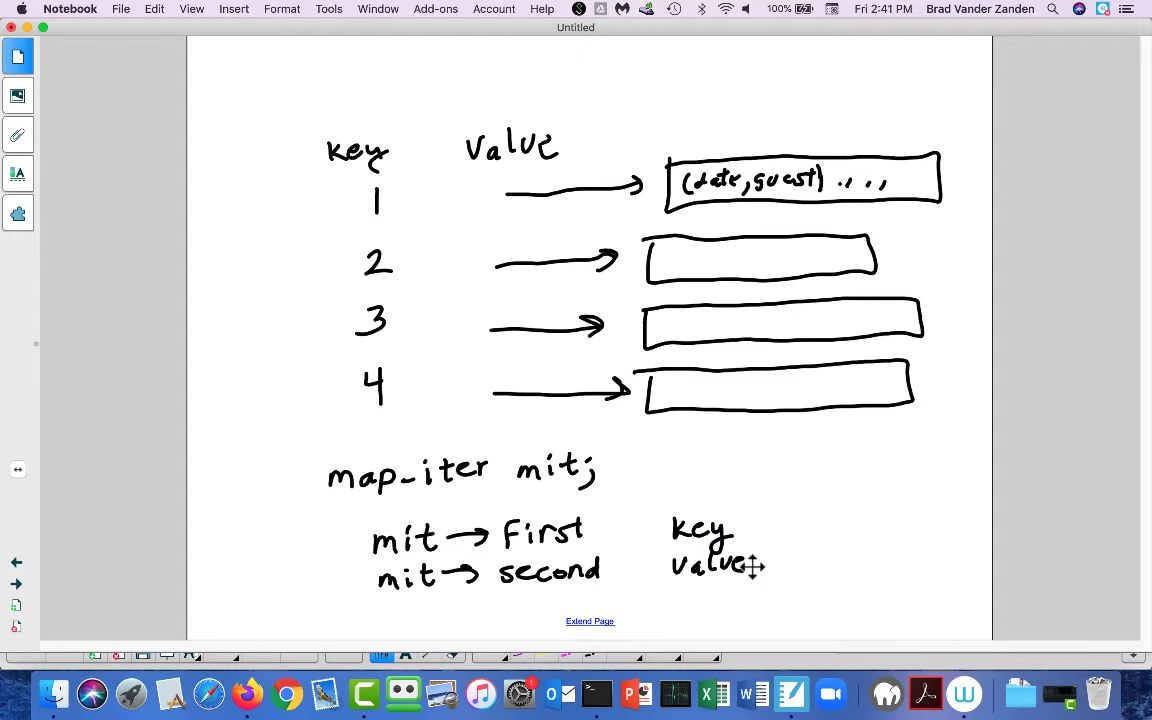 Notebook File Edit View Insert Format Tools Window Add-ons Account Help 100% Fri 2:41 PM Brad Vander Zanden
Untitled
key value
1 (date, guest) . , , ,
2
3
4
map_iter mit;
mit → First key
mit → second value
Extend Page